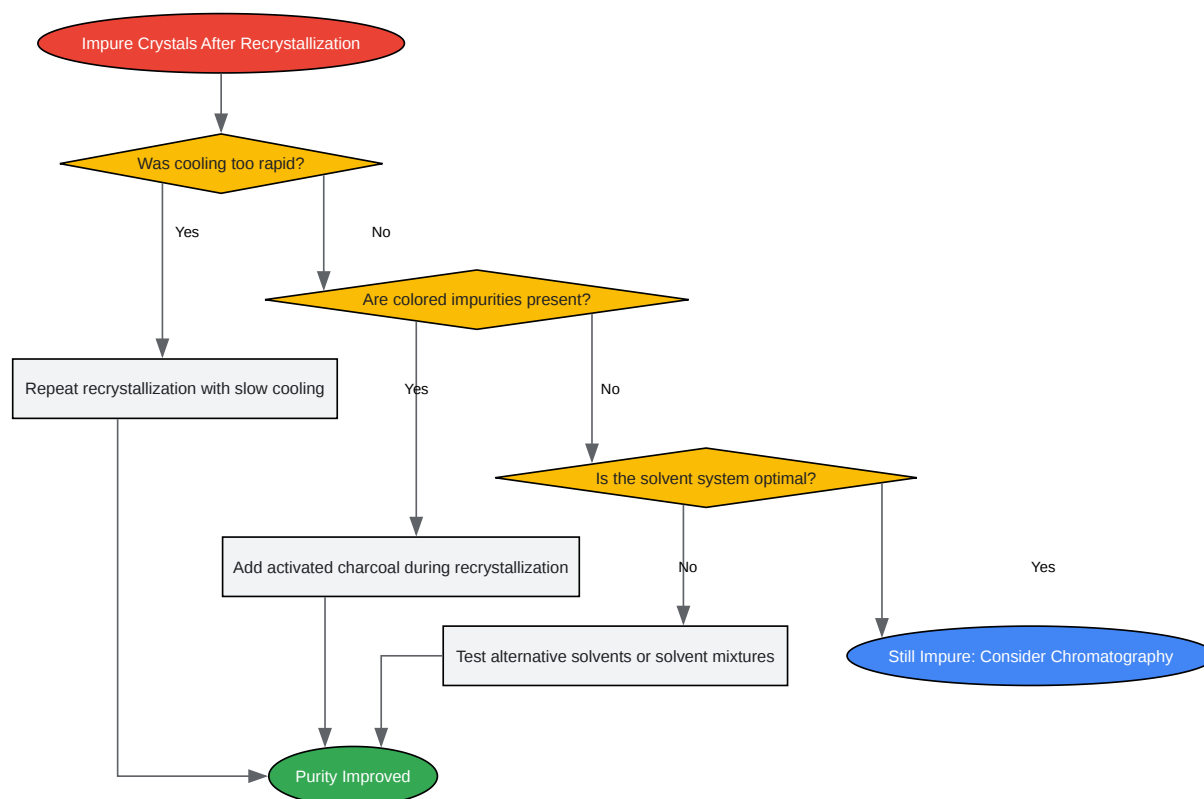 Impure Crystals After Recrystallization
Was cooling too rapid?
Yes
No
Are colored impurities present?
Repeat recrystallization with slow cooling
Yes
No
Is the solvent system optimal?
Add activated charcoal during recrystallization
No
Yes
Test alternative solvents or solvent mixtures
Still Impure: Consider Chromatography
Purity Improved